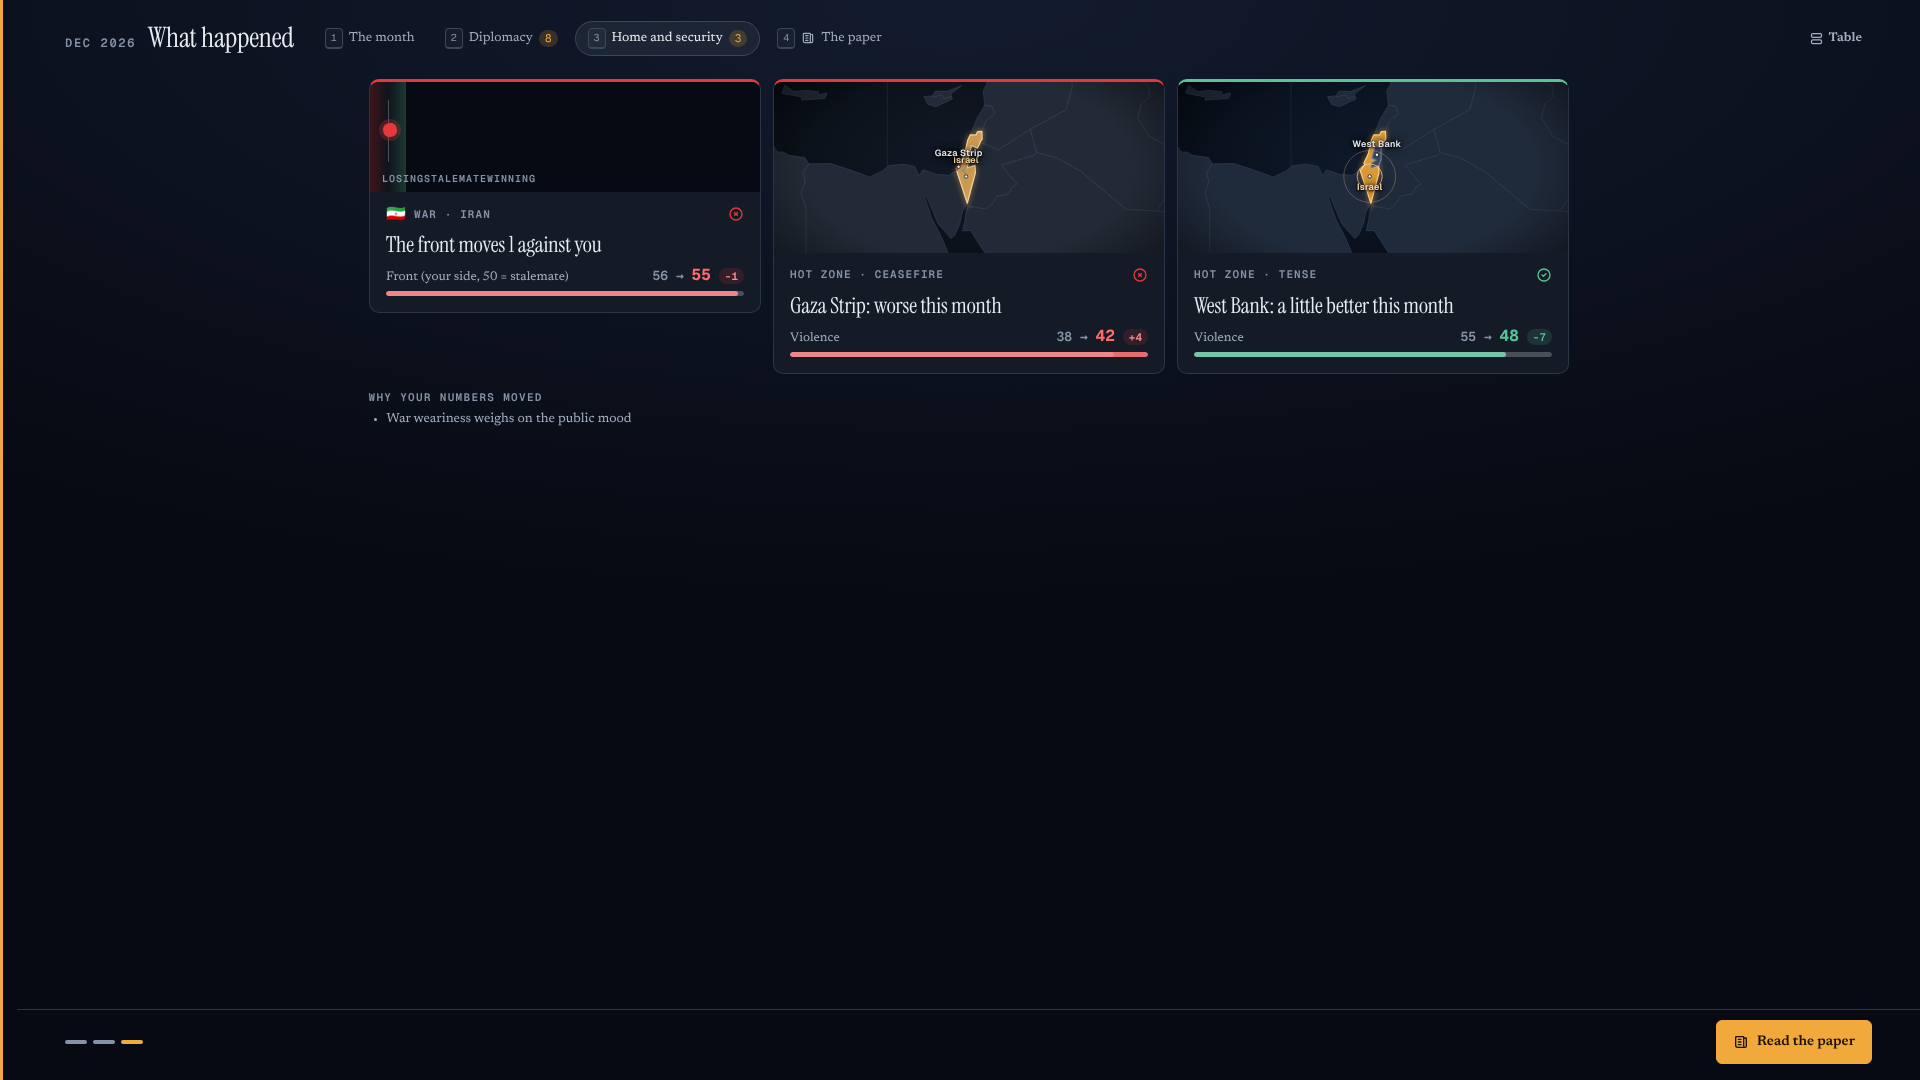 DEC 2026 What happened
1 The month
2 Diplomacy 8
3 Home and security 3
4 The paper
Table
LOSINGSTALEMATEWINNING
WAR · IRAN
The front moves 1 against you
Front (your side, 50 = stalemate) 56 → 55 -1
Gaza Strip
Israel
HOT ZONE · CEASEFIRE
Gaza Strip: worse this month
Violence 38 → 42 +4
West Bank
Israel
HOT ZONE · TENSE
West Bank: a little better this month
Violence 55 → 48 -7
WHY YOUR NUMBERS MOVED
• War weariness weighs on the public mood
Read the paper